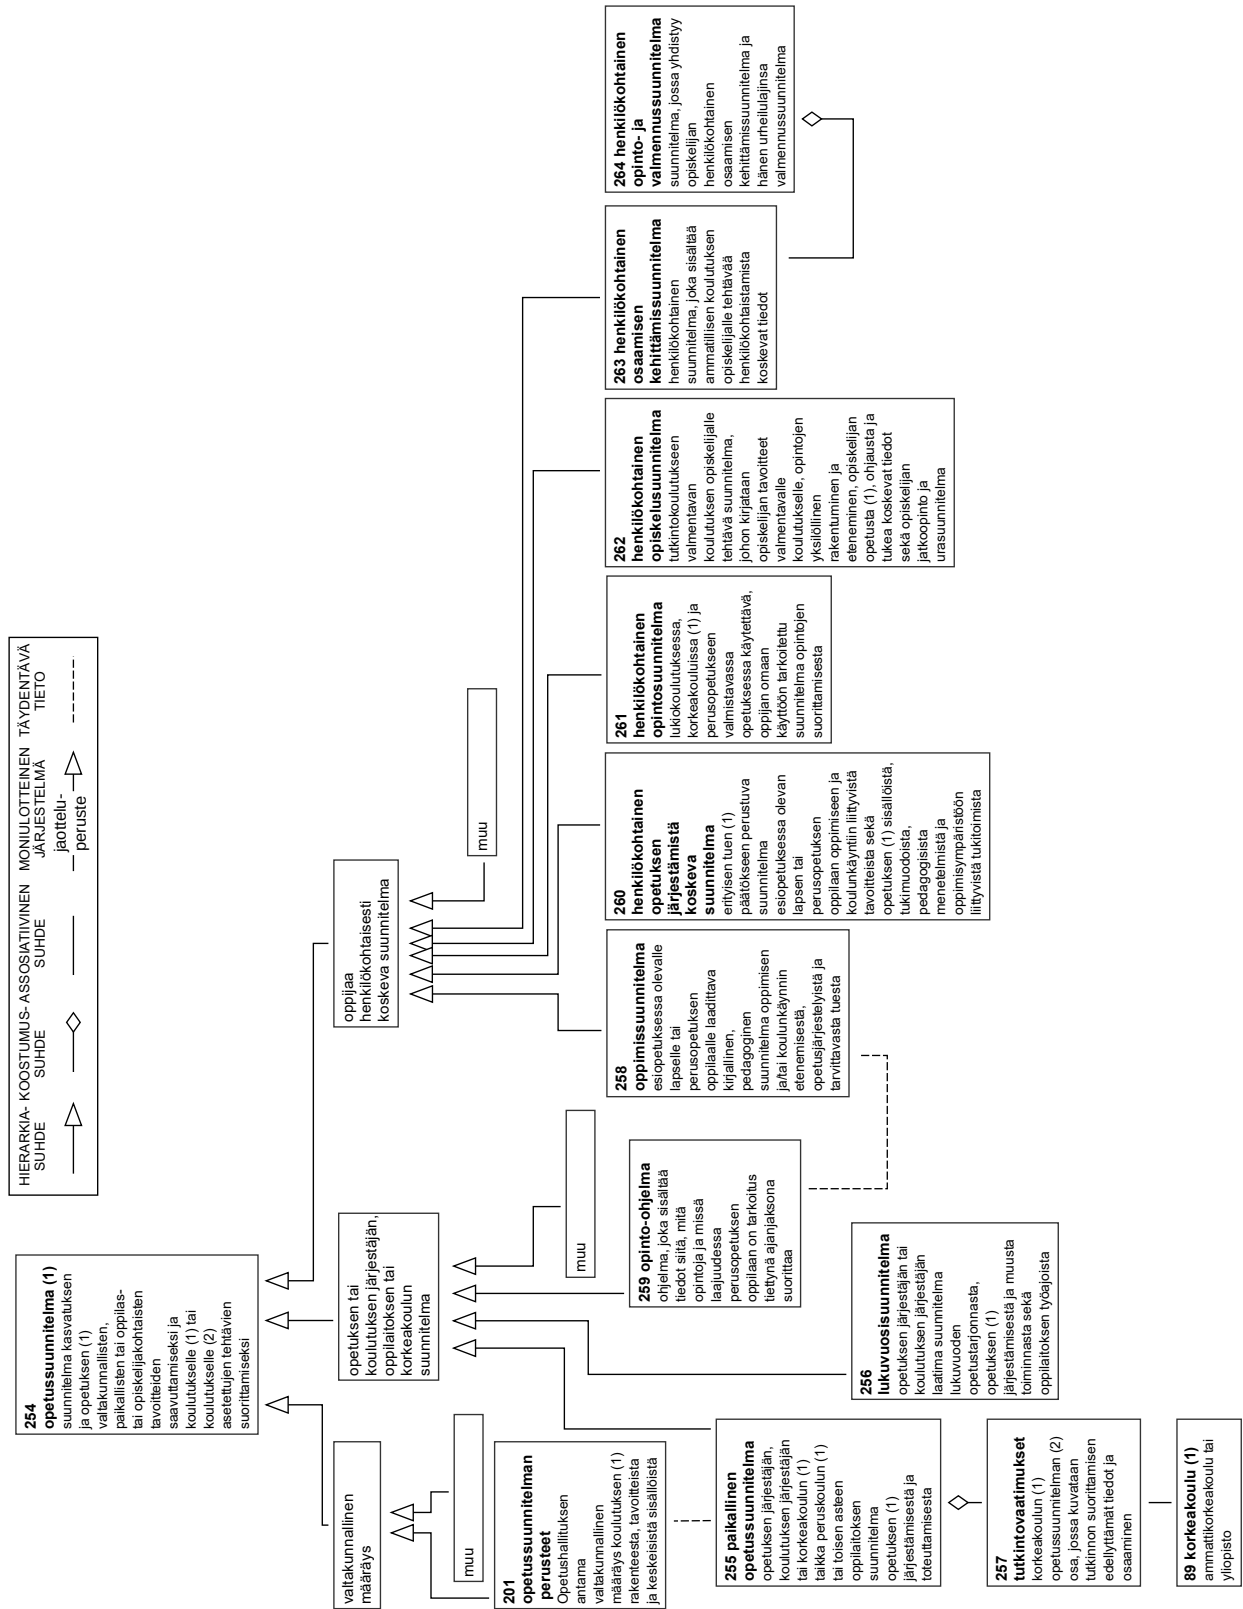 HIERARKIA- KOOSTUMUS- ASSOSIATIIVINEN MONIULOTTEINEN TÄYDENTÄVÄ
SUHDE SUHDE SUHDE JÄRJESTELMÄ TIETO
jaottelu-
peruste
254
opetussuunnitelma (1)
suunnitelma kasvatuksen
ja opetuksen (1)
valtakunnallisten,
paikallisten tai oppilas-
tai opiskelijakohtaisten
tavoitteiden
saavuttamiseksi ja
koulutukselle (1) tai
koulutukselle (2)
asetettujen tehtävien
suorittamiseksi
valtakunnallinen
määräys
opetuksen tai
koulutuksen järjestäjän,
oppilaitoksen tai
korkeakoulun
suunnitelma
oppijaa
henkilökohtaisesti
koskeva suunnitelma
muu
muu
muu
201
opetussuunnitelman
perusteet
Opetushallituksen
antama
valtakunnallinen
määräys koulutuksen (1)
rakenteesta, tavoitteista
ja keskeisistä sisällöistä
255 paikallinen
opetussuunnitelma
opetuksen järjestäjän,
koulutuksen järjestäjän
tai korkeakoulun (1)
taikka peruskoulun (1)
tai toisen asteen
oppilaitoksen
suunnitelma
opetuksen (1)
järjestämisestä ja
toteuttamisesta
257
tutkintovaatimukset
korkeakoulun (1)
opetussuunnitelman (2)
osa, jossa kuvataan
tutkinnon suorittamisen
edellyttämät tiedot ja
osaaminen
89 korkeakoulu (1)
ammattikorkeakoulu tai
yliopisto
256
lukuvuosisuunnitelma
opetuksen järjestäjän tai
koulutuksen järjestäjän
laatima suunnitelma
lukuvuoden
opetustarjonnasta,
opetuksen (1)
järjestämisestä ja muusta
toiminnasta sekä
oppilaitoksen työajoista
259 opinto-ohjelma
ohjelma, joka sisältää
tiedot siitä, mitä
opintoja ja missä
laajuudessa
perusopetuksen
oppilaan on tarkoitus
tiettynä ajanjaksona
suorittaa
258
oppimissuunnitelma
esiopetuksessa olevalle
lapselle tai
perusopetuksen
oppilaalle laadittava
kirjallinen,
pedagoginen
suunnitelma oppimisen
ja/tai koulunkäynnin
etenemisestä,
opetusjärjestelyistä ja
tarvittavasta tuesta
260
henkilökohtainen
opetuksen
järjestämistä
koskeva
suunnitelma
erityisen tuen (1)
päätökseen perustuva
suunnitelma
esiopetuksessa olevan
lapsen tai
perusopetuksen
oppilaan oppimiseen ja
koulunkäyntiin liittyvistä
tavoitteista sekä
opetuksen (1) sisällöistä,
tukimuodoista,
pedagogisista
menetelmistä ja
oppimisympäristöön
liittyvistä tukitoimista
261
henkilökohtainen
opintosuunnitelma
lukiokoulutuksessa,
korkeakouluissa (1) ja
perusopetukseen
valmistavassa
opetuksessa käytettävä,
oppijan omaan
käyttöön tarkoitettu
suunnitelma opintojen
suorittamisesta
262
henkilökohtainen
opiskelusuunnitelma
tutkintokoulutukseen
valmentavan
koulutuksen opiskelijalle
tehtävä suunnitelma,
johon kirjataan
opiskelijan tavoitteet
valmentavalle
koulutukselle, opintojen
yksilöllinen
rakentuminen ja
eteneminen, opiskelijan
opetusta (1), ohjausta ja
tukea koskevat tiedot
sekä opiskelijan
jatkoopinto ja
urasuunnitelma
263 henkilökohtainen
osaamisen
kehittämissuunnitelma
henkilökohtainen
suunnitelma, joka sisältää
ammatillisen koulutuksen
opiskelijalle tehtävää
henkilökohtaistamista
koskevat tiedot
264 henkilökohtainen
opinto- ja
valmennussuunnitelma
suunnitelma, jossa yhdistyy
opiskelijan
henkilökohtainen
osaamisen
kehittämissuunnitelma ja
hänen urheilulajinsa
valmennussuunnitelma